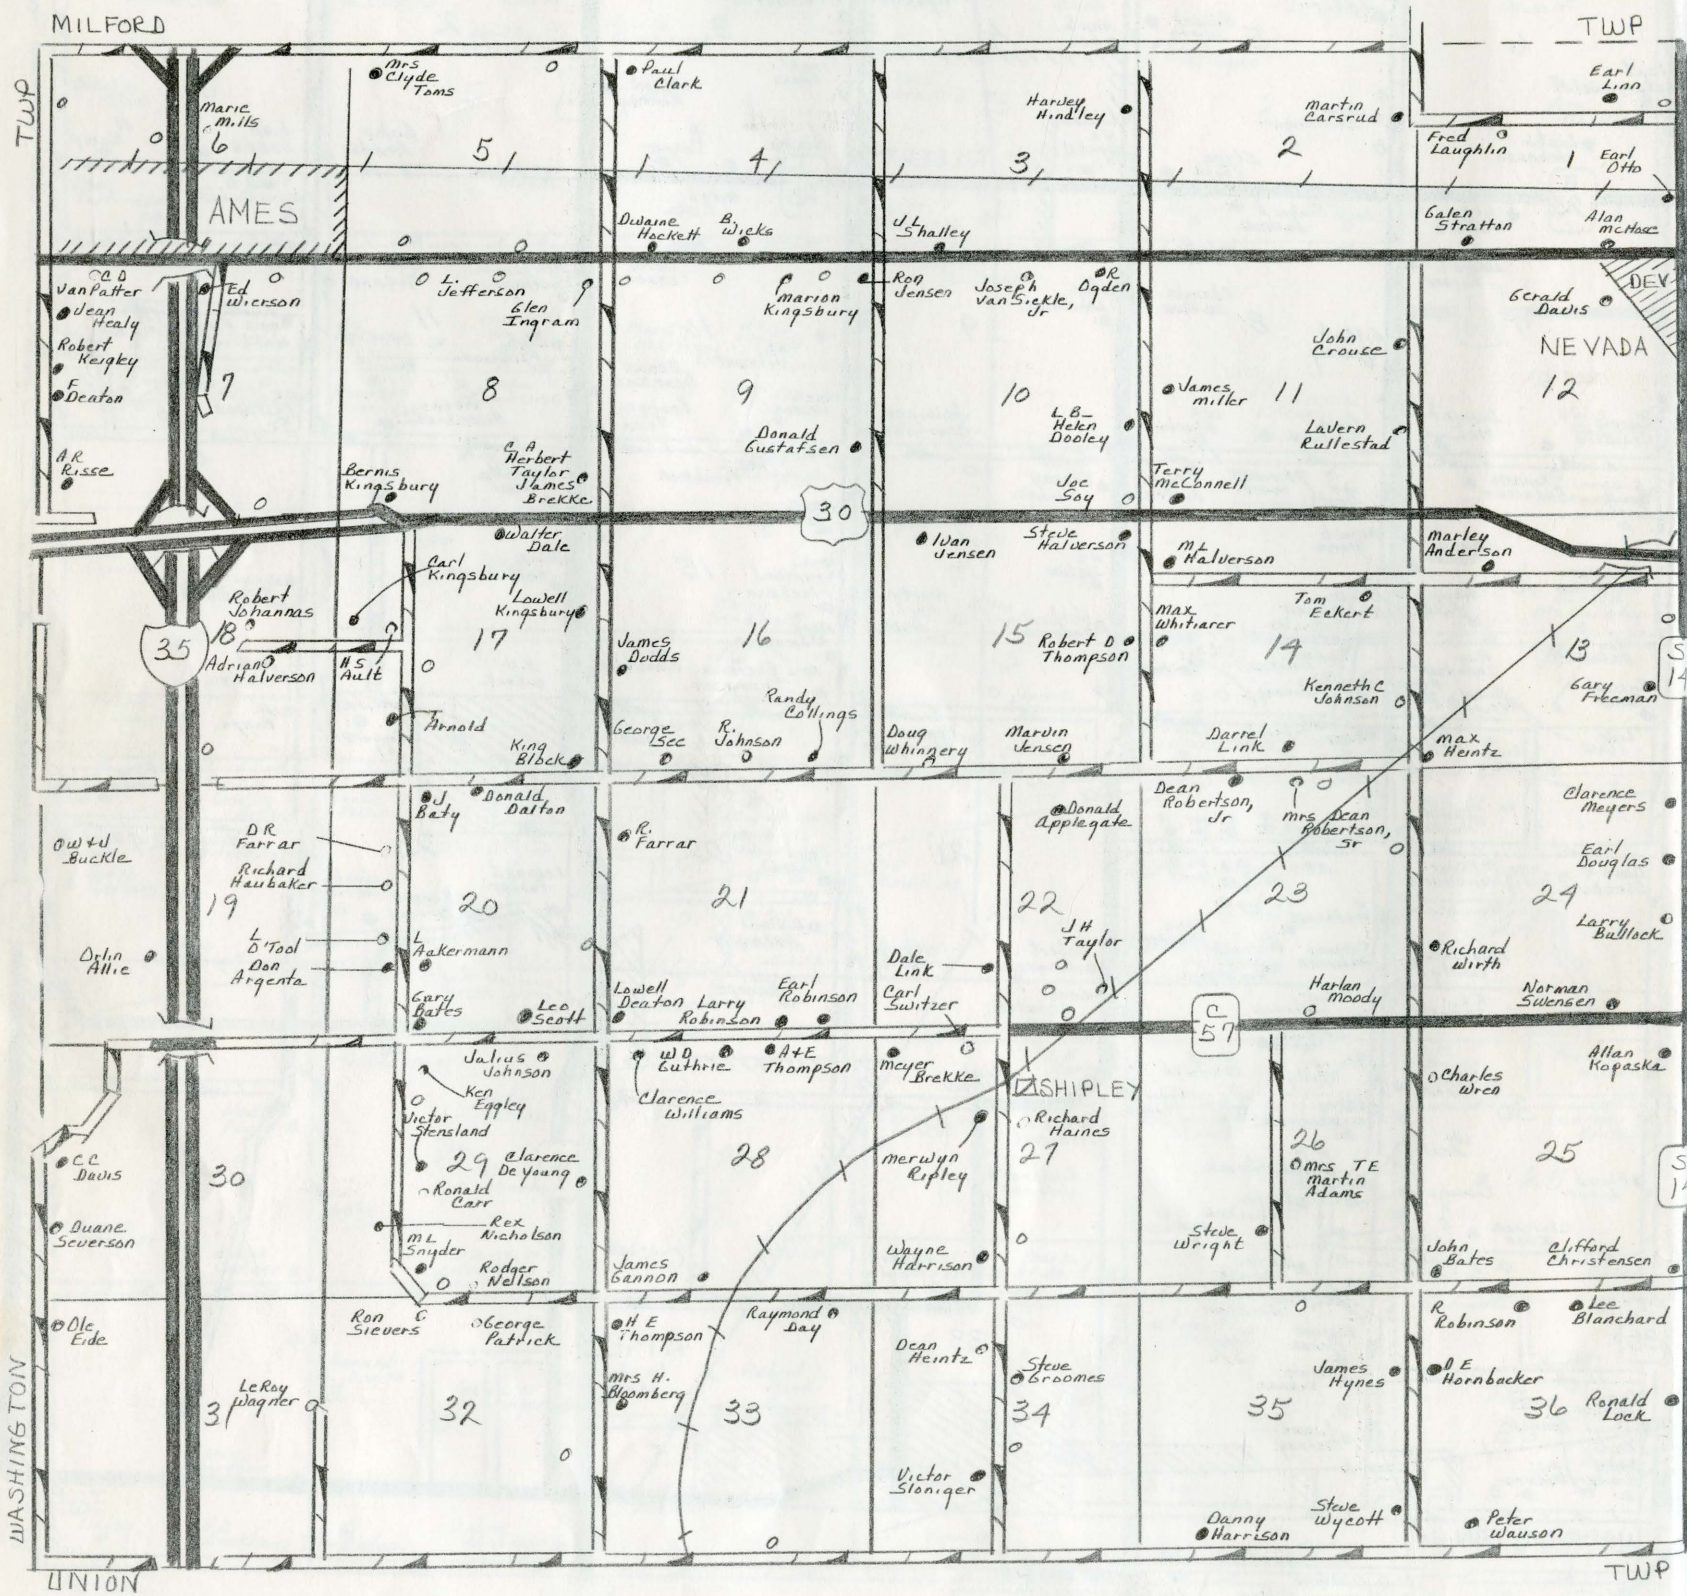 MILFORD
TWP
TWP
Mrs
Clyde
Toms
Paul
Clark
Harvey
Hindley
Martin
Carsrud
Earl
Linn
Marie
Mills
6
5
4
3
2
1
Fred
Laughlin
Earl
Otto
AMES
Dwaine
Hockett
B.
Wicks
J L
Shalley
Galen
Stratton
Alan
McHose
C D
VanPatter
Jean
Healy
Robert
Keigley
F
Deaton
A R
Risse
Ed
Wierson
7
L.
Jefferson
Glen
Ingram
8
C A
Herbert
Taylor
James
Brekke
Bernis
Kingsbury
Marion
Kingsbury
9
Donald
Gustafsen
Ron
Jensen
Joseph
VanSickle,
Jr
R
Ogden
10
L B-
Helen
Dooley
Joe
Soy
James
Miller
11
John
Crouse
Lavern
Rullestad
Terry
McConnell
Gerald
Davis
DEV
NEVADA
12
30
Walter
Dale
Carl
Kingsbury
Lowell
Kingsbury
Robert
Johannas
18
35
Adrian
Halverson
H S
Ault
17
Arnold
King
Block
James
Dodds
16
George
See
R.
Johnson
Randy
Collings
Ivan
Jensen
Steve
Halverson
15
Robert D
Thompson
Doug
Whinnery
Marvin
Jensen
M L
Halverson
Max
Whitiarer
Tom
Eckert
14
Kenneth C
Johnson
Darrel
Link
Marley
Anderson
13
S
14
Gary
Freeman
Max
Heintz
W & J
Buckle
D R
Farrar
Richard
Haubaker
19
L
O'Tool
Don
Argenta
Orlin
Allie
J
Baty
Donald
Dalton
20
L
Aakermann
Gary
Bates
Leo
Scott
R.
Farrar
21
Lowell
Deaton
Larry
Robinson
Earl
Robinson
Dale
Link
Carl
Switzer
Donald
Applegate
22
J H
Taylor
Dean
Robertson,
Jr
Mrs Dean
Robertson,
Sr
23
Harlan
Moody
Clarence
Meyers
Earl
Douglas
24
Larry
Bullock
Richard
Wirth
Norman
Swensen
C
57
Julius
Johnson
Ken
Eggley
Victor
Stensland
29
Clarence
DeYoung
Ronald
Carr
Rex
Nicholson
M L
Snyder
Rodger
Nellson
C C
Davis
30
Duane
Severson
W D
Guthrie
A & E
Thompson
Clarence
Williams
28
James
Gannon
Meyer
Brekke
Merwyn
Ripley
Wayne
Harrison
SHIPLEY
Richard
Haines
27
26
Mrs T E
Martin
Adams
Steve
Wright
Charles
Wren
Allan
Kopaska
25
S
14
John
Bates
Clifford
Christensen
Ole
Eide
31
LeRoy
Wagner
Ron
Sievers
George
Patrick
32
H E
Thompson
Mrs H.
Bloomberg
33
Raymond
Day
Dean
Heintz
Steve
Groomes
34
Victor
Sloniger
35
James
Hynes
Steve
Wycott
Danny
Harrison
R
Robinson
Lee
Blanchard
D E
Hornbacker
36
Ronald
Lock
Peter
Wauson
WASHINGTON
UNION
TWP